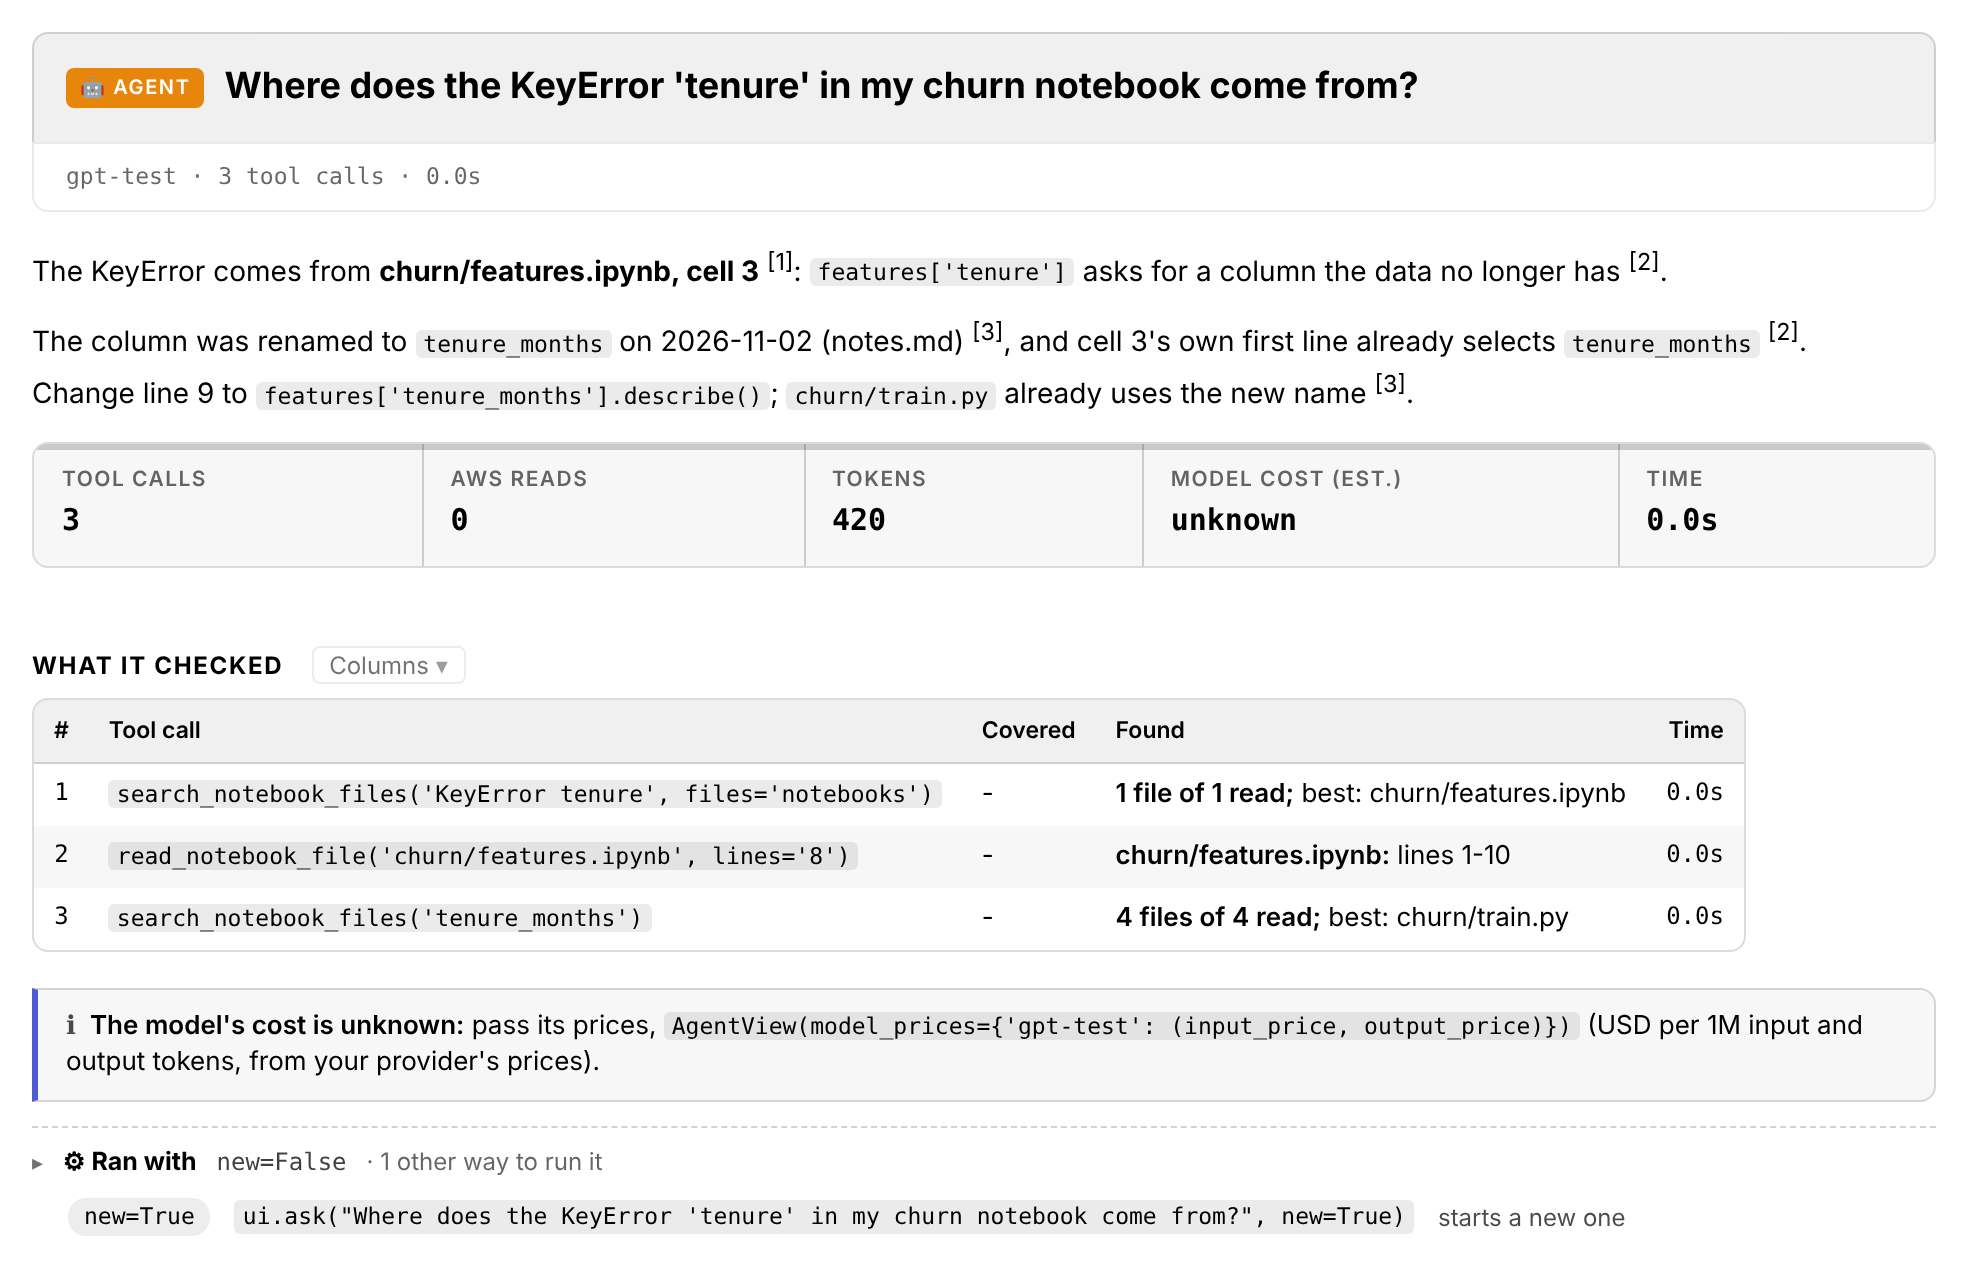 🤖 AGENT Where does the KeyError 'tenure' in my churn notebook come from?
gpt-test · 3 tool calls · 0.0s
The KeyError comes from churn/features.ipynb, cell 3 [1]: features['tenure'] asks for a column the data no longer has [2].
The column was renamed to tenure_months on 2026-11-02 (notes.md) [3], and cell 3's own first line already selects tenure_months [2].
Change line 9 to features['tenure_months'].describe(); churn/train.py already uses the new name [3].
TOOL CALLS AWS READS TOKENS MODEL COST (EST.) TIME
3 0 420 unknown 0.0s
WHAT IT CHECKED Columns ▾
# Tool call Covered Found Time
1 search_notebook_files('KeyError tenure', files='notebooks') - 1 file of 1 read; best: churn/features.ipynb 0.0s
2 read_notebook_file('churn/features.ipynb', lines='8') - churn/features.ipynb: lines 1-10 0.0s
3 search_notebook_files('tenure_months') - 4 files of 4 read; best: churn/train.py 0.0s
ℹ The model's cost is unknown: pass its prices, AgentView(model_prices={'gpt-test': (input_price, output_price)}) (USD per 1M input and
output tokens, from your provider's prices).
▸ ⚙ Ran with new=False · 1 other way to run it
new=True ui.ask("Where does the KeyError 'tenure' in my churn notebook come from?", new=True) starts a new one